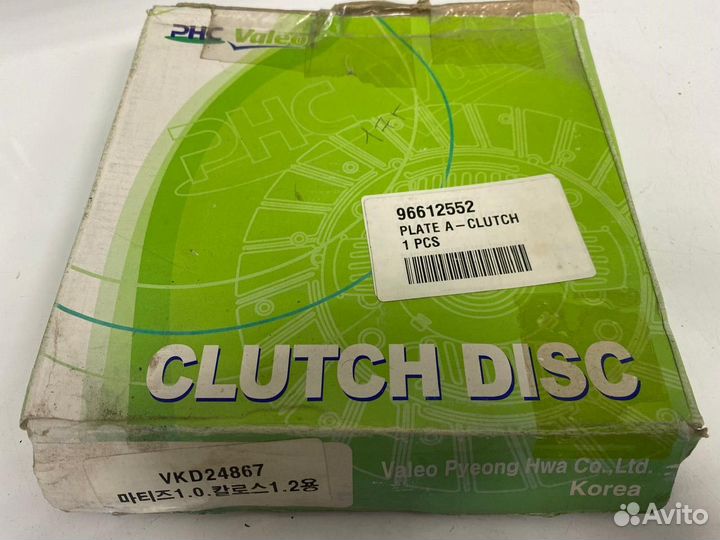 PHC Valeo
PHC
96612552
PLATE A-CLUTCH
1 PCS
CLUTCH DISC
VKD24867
마티즈1.0.칼로스1.2용
Valeo Pyeong Hwa Co.,Ltd.
Korea
Avito